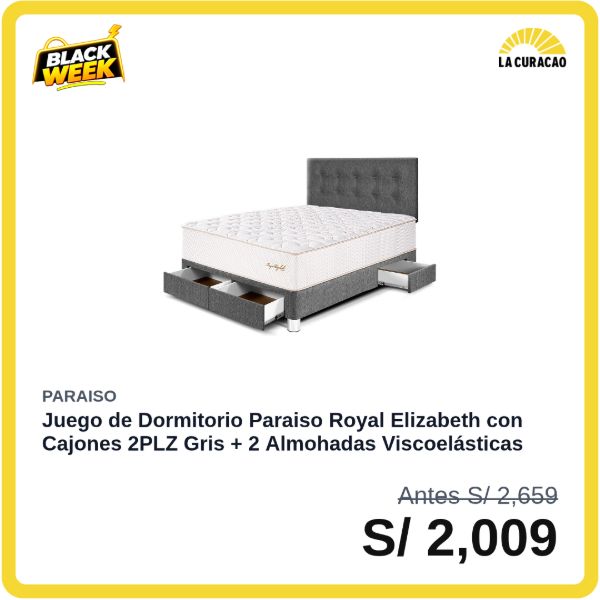 BLACK
WEEK
LA CURACAO
PARAISO
Juego de Dormitorio Paraiso Royal Elizabeth con
Cajones 2PLZ Gris + 2 Almohadas Viscoelásticas
Antes S/ 2,659
S/ 2,009